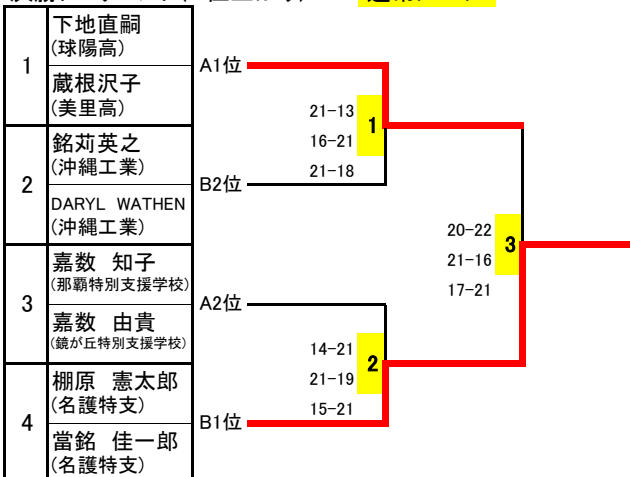 1
下地直嗣
(球陽高)
蔵根沢子
(美里高)
A1位
2
銘苅英之
(沖縄工業)
DARYL WATHEN
(沖縄工業)
B2位
3
嘉数 知子
(那覇特別支援学校)
嘉数 由貴
(鏡が丘特別支援学校)
A2位
4
棚原 憲太郎
(名護特支)
當銘 佳一郎
(名護特支)
B1位
21-13
16-21
21-18
1
14-21
21-19
15-21
2
20-22
21-16
17-21
3